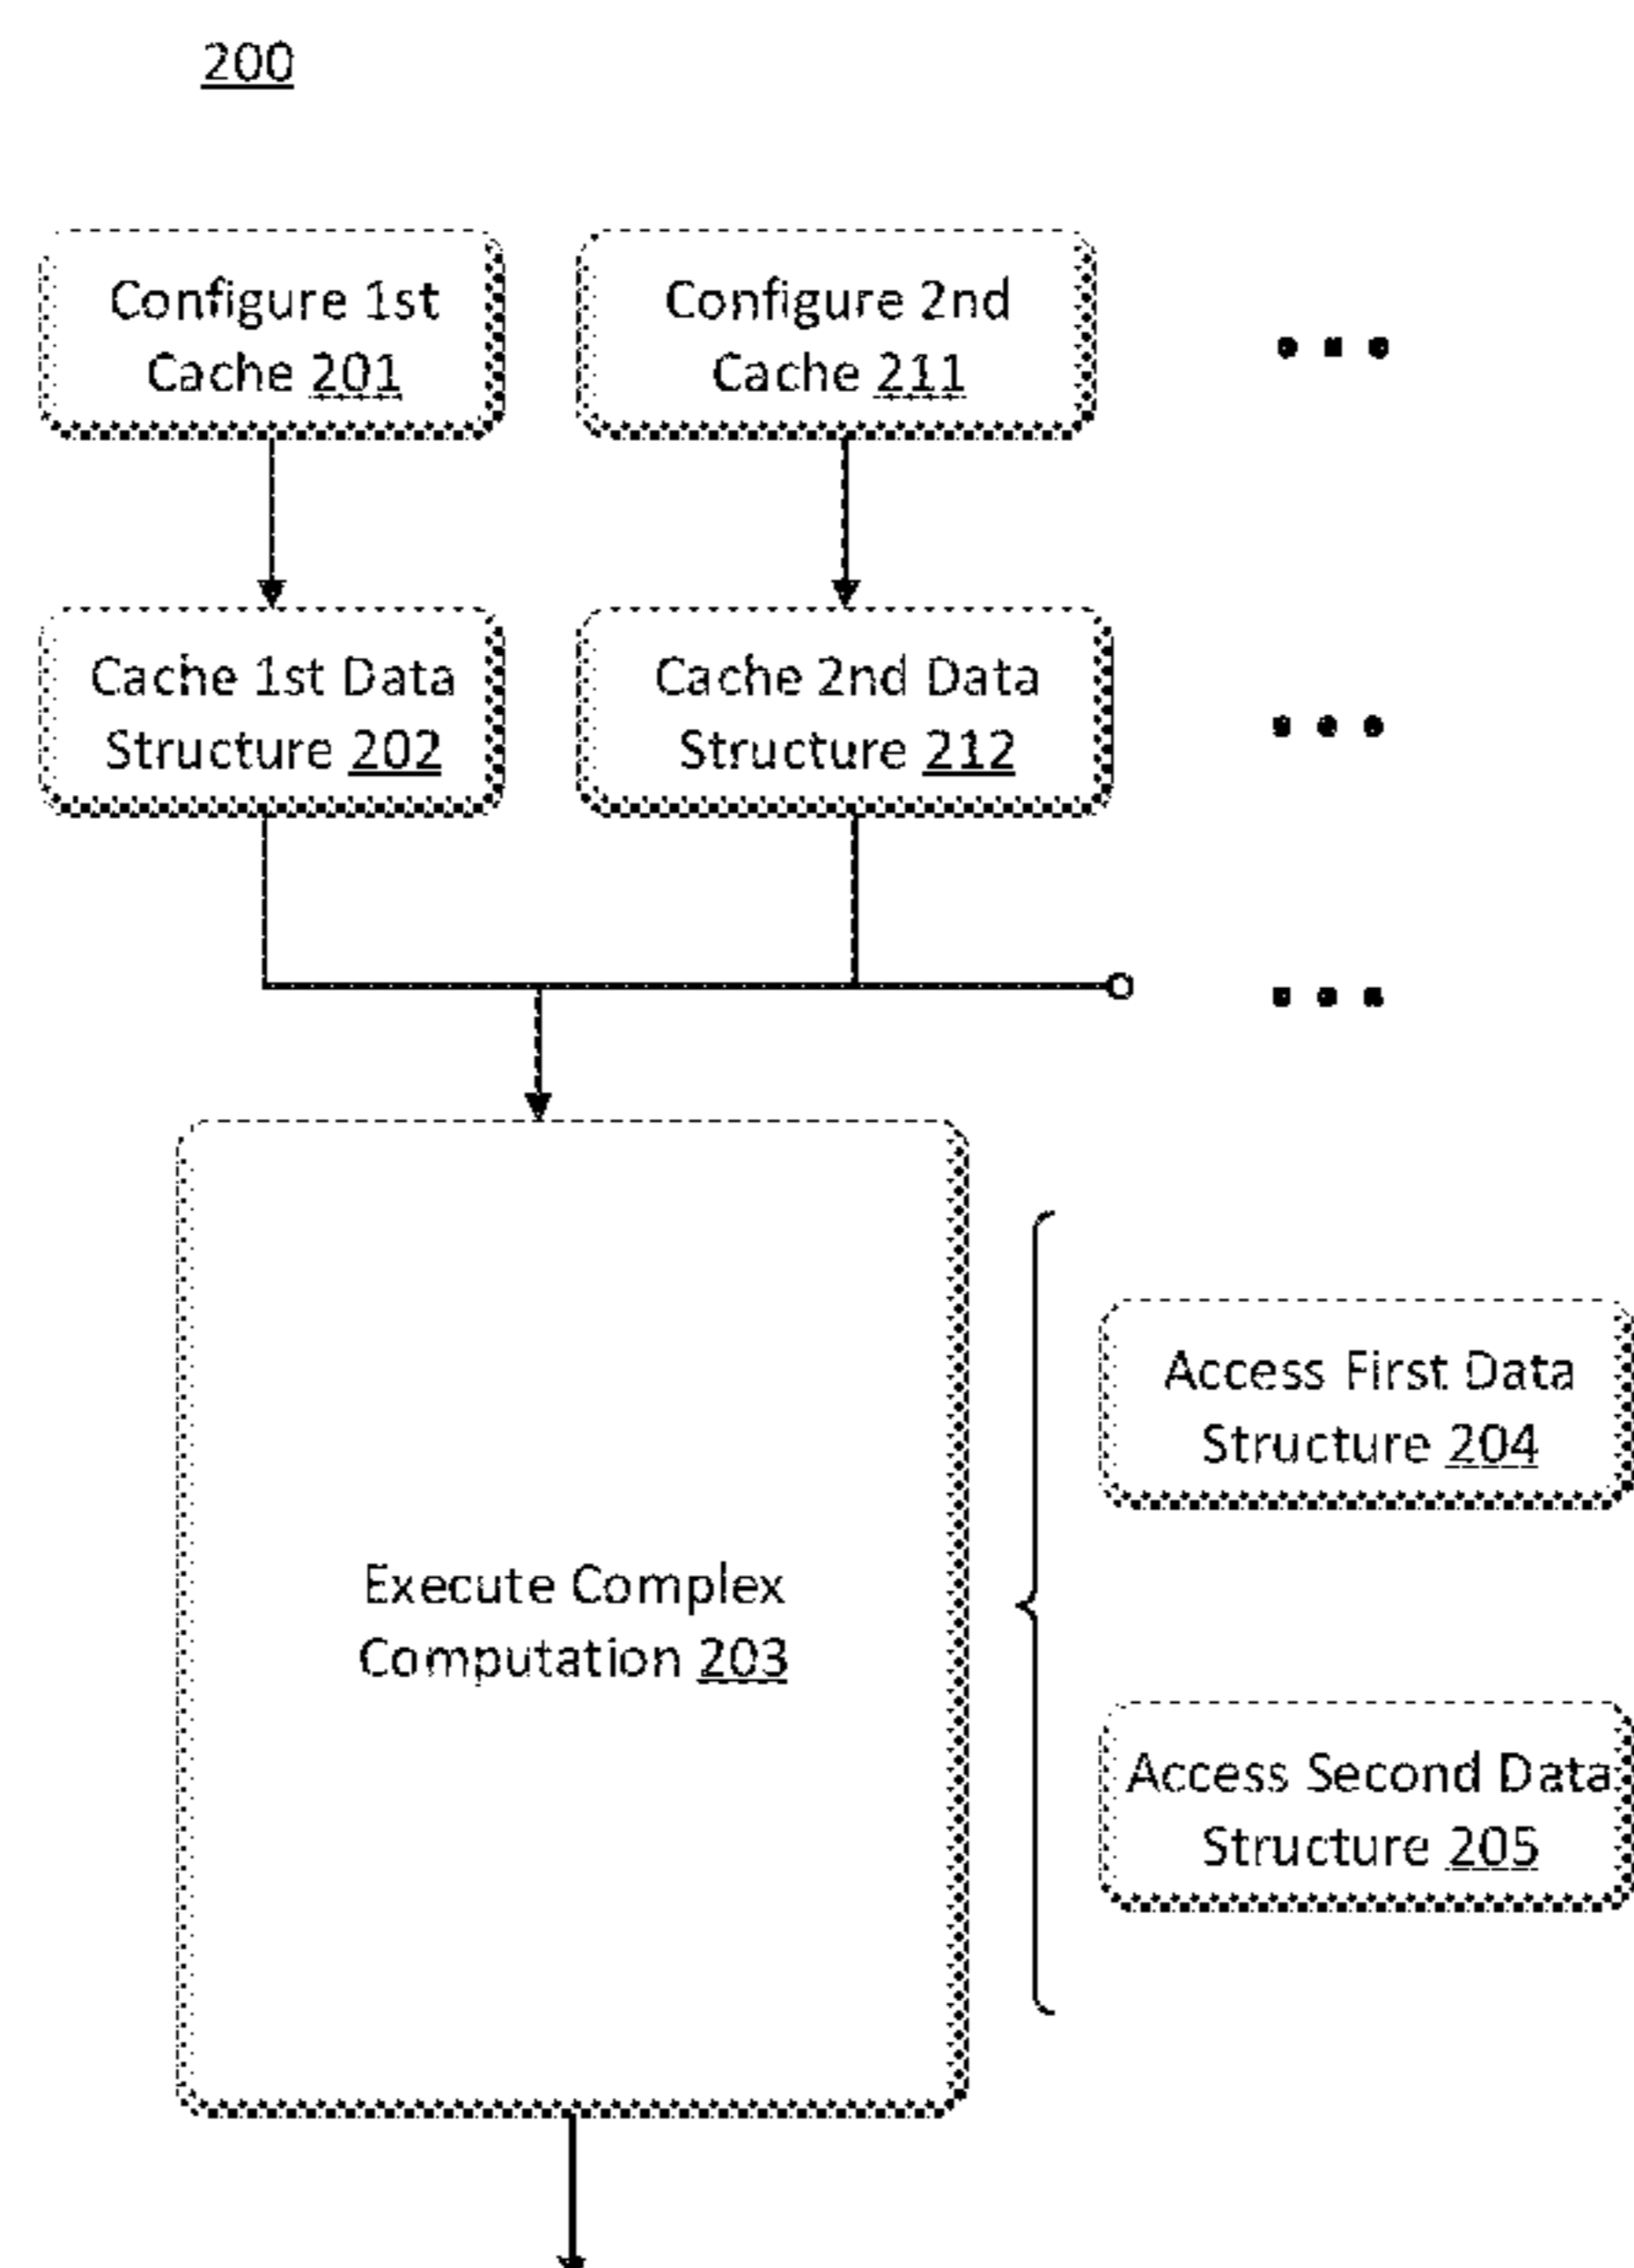 200
Configure 1st
Cache 201
Configure 2nd
Cache 211
Cache 1st Data
Structure 202
Cache 2nd Data
Structure 212
Execute Complex
Computation 203
Access First Data
Structure 204
Access Second Data
Structure 205